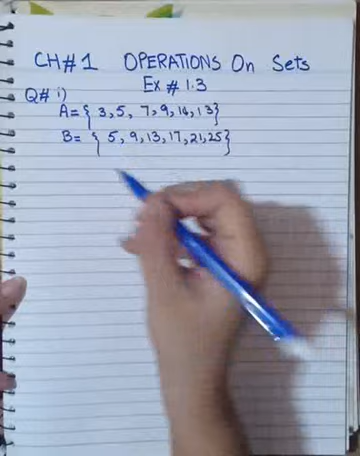 CH#1 OPERATIONS On Sets
Ex # 1.3
Q# i)
A= { 3, 5, 7, 9, 11, 13}
B= { 5, 9, 13, 17, 21, 25}